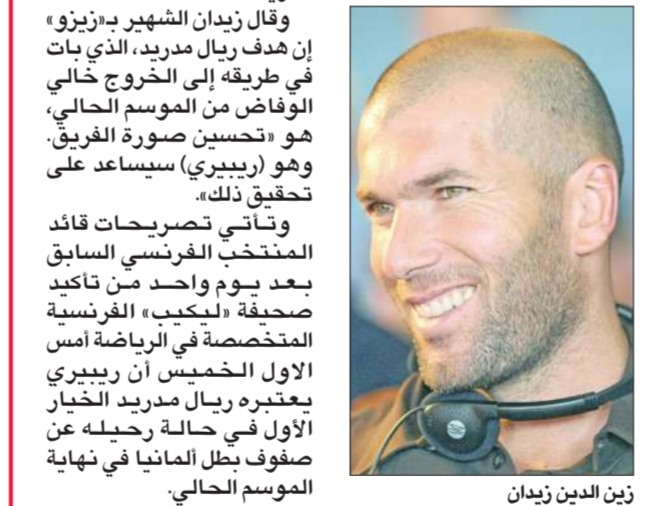 وقال زيدان الشهير بـ«زيزو»
إن هدف ريال مدريد، الذي بات
في طريقه إلى الخروج خالي
الوفاض من الموسم الحالي،
هو «تحسين صورة الفريق.
وهو (ريبيري) سيساعد على
تحقيق ذلك».
وتأتي تصريحات قائد
المنتخب الفرنسي السابق
بعد يوم واحد من تأكيد
صحيفة «ليكيب» الفرنسية
المتخصصة في الرياضة أمس
الاول الخميس أن ريبيري
يعتبره ريال مدريد الخيار
الأول في حالة رحيله عن
صفوف بطل ألمانيا في نهاية
الموسم الحالي.
زين الدين زيدان